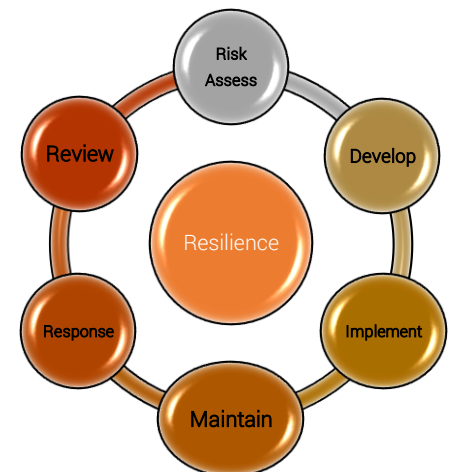 Risk
Assess
Develop
Implement
Maintain
Response
Review
Resilience